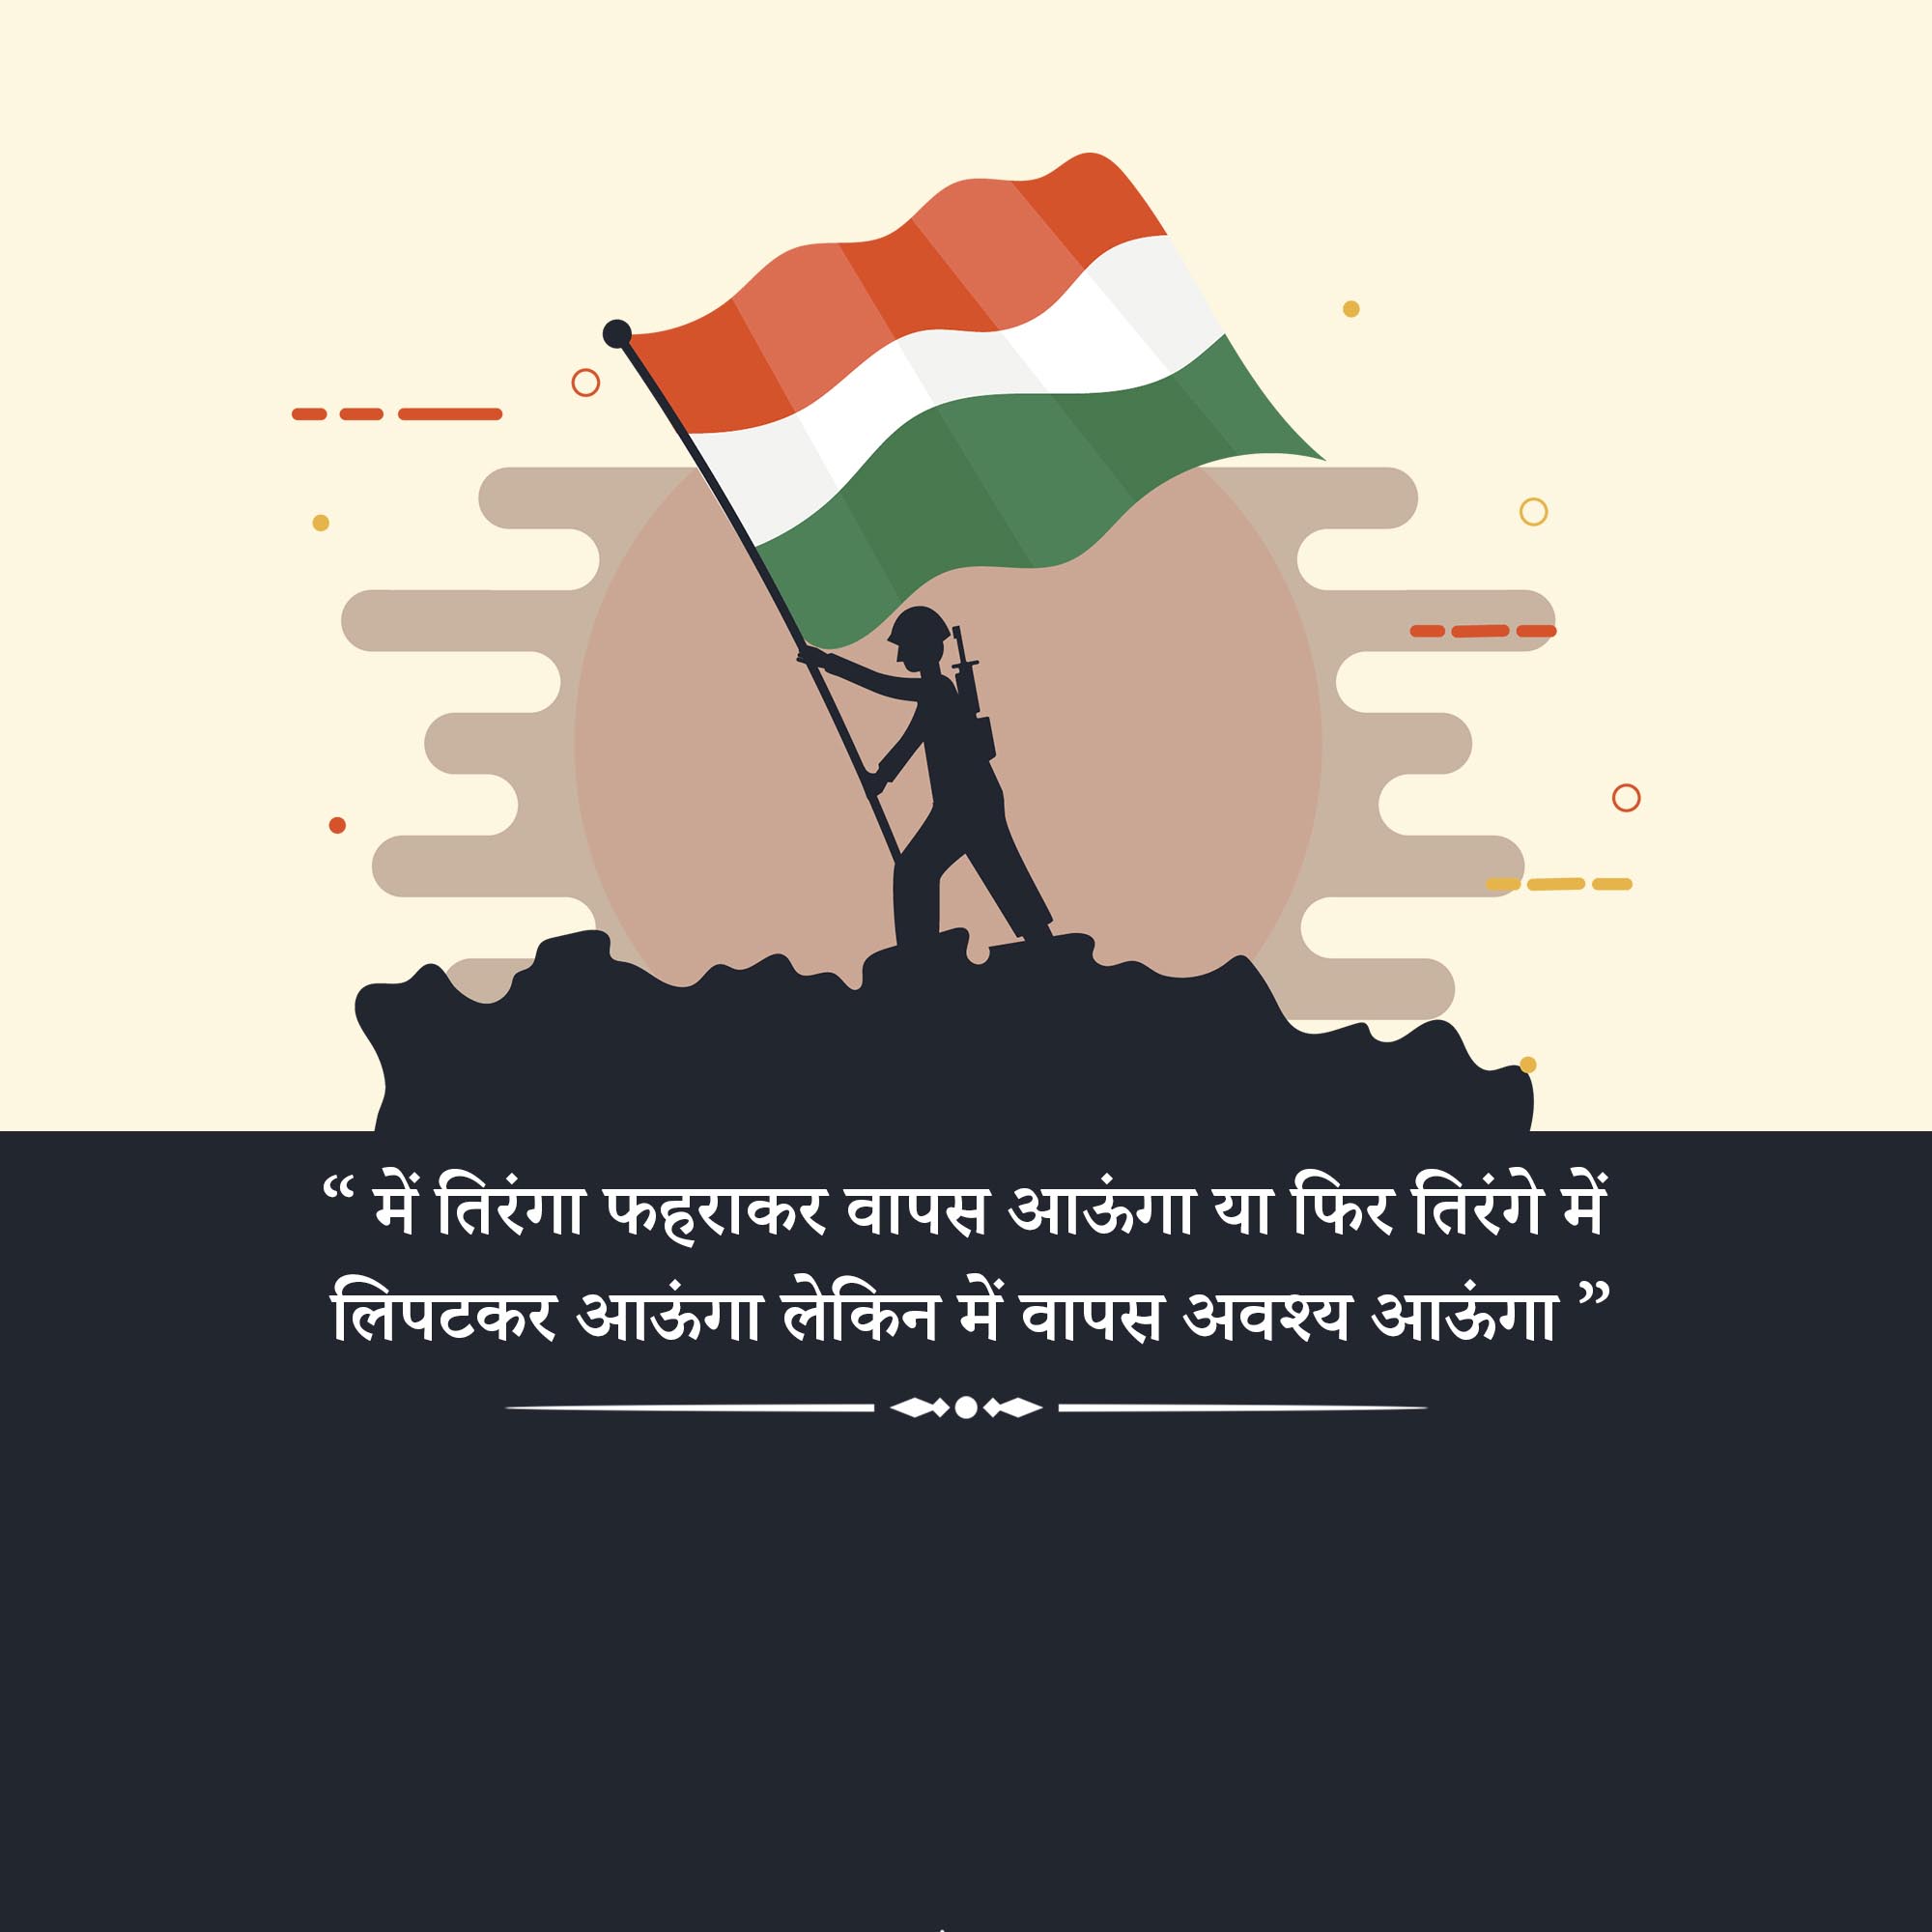 “ में तिरंगा फहराकर वापस आऊंगा या फिर तिरंगे में
लिपटकर आऊंगा लेकिन में वापस अवश्य आऊंगा ”